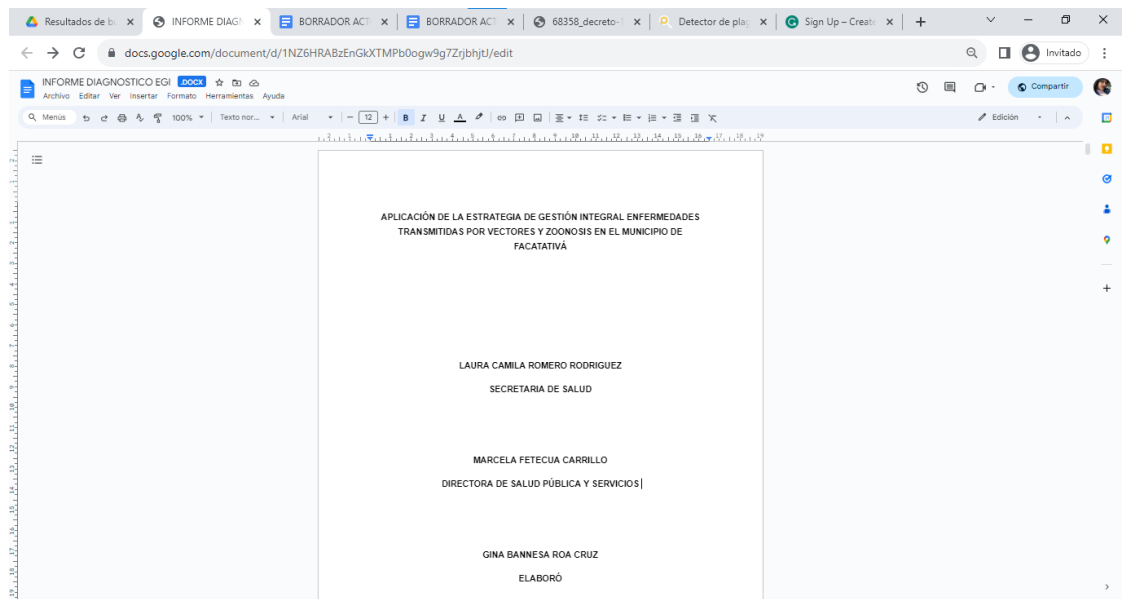 Resultados de b
INFORME DIAGN
BORRADOR ACT
BORRADOR ACT
68358_decreto-1
Detector de plag
Sign Up – Create
docs.google.com/document/d/1NZ6HRABzEnGkXTMPb0ogw9g7ZrjbhjtJ/edit
Invitado
INFORME DIAGNOSTICO EGI .DOCX
Archivo Editar Ver Insertar Formato Herramientas Ayuda
Compartir
Menús 100% Texto nor... Arial 12 B I U A Edición
APLICACIÓN DE LA ESTRATEGIA DE GESTIÓN INTEGRAL ENFERMEDADES
TRANSMITIDAS POR VECTORES Y ZOONOSIS EN EL MUNICIPIO DE
FACATATIVÁ
LAURA CAMILA ROMERO RODRIGUEZ
SECRETARIA DE SALUD
MARCELA FETECUA CARRILLO
DIRECTORA DE SALUD PÚBLICA Y SERVICIOS
GINA BANNESA ROA CRUZ
ELABORÓ